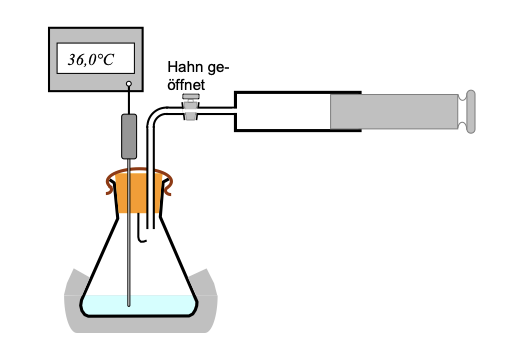 36,0°C
Hahn ge-
öffnet